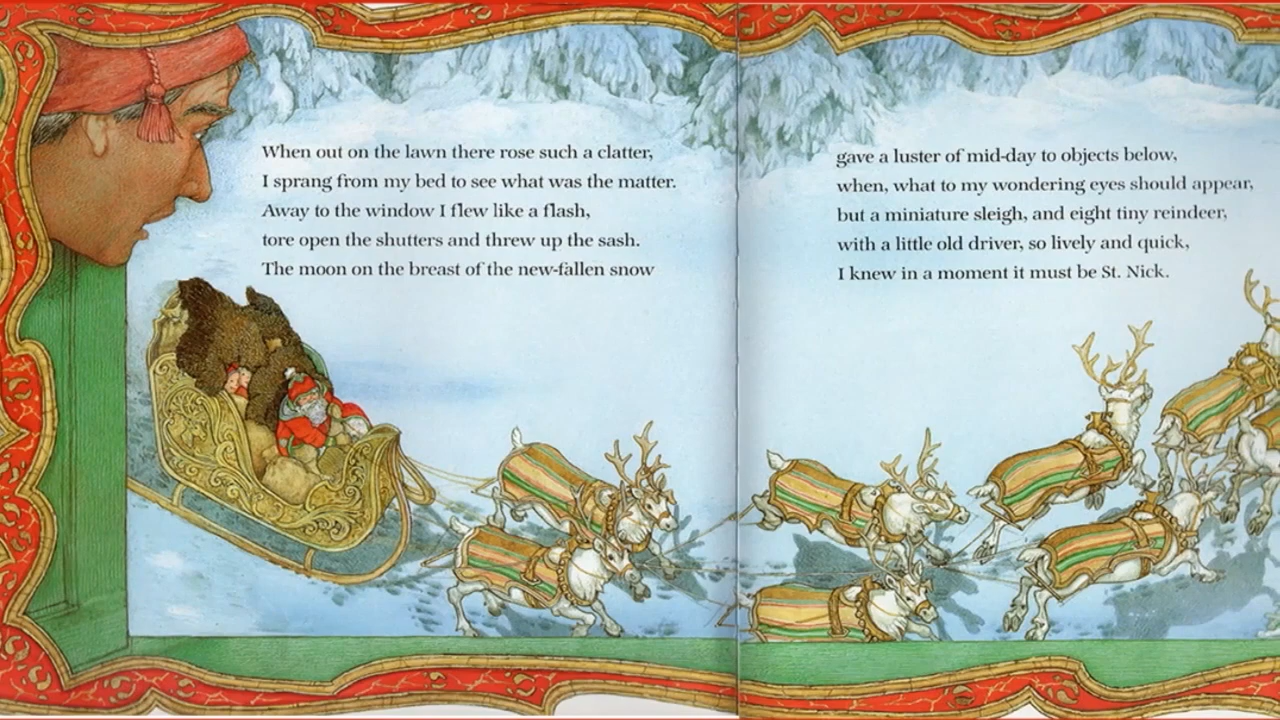 When out on the lawn there rose such a clatter,
I sprang from my bed to see what was the matter.
Away to the window I flew like a flash,
tore open the shutters and threw up the sash.
The moon on the breast of the new-fallen snow
gave a luster of mid-day to objects below,
when, what to my wondering eyes should appear,
but a miniature sleigh, and eight tiny reindeer,
with a little old driver, so lively and quick,
I knew in a moment it must be St. Nick.